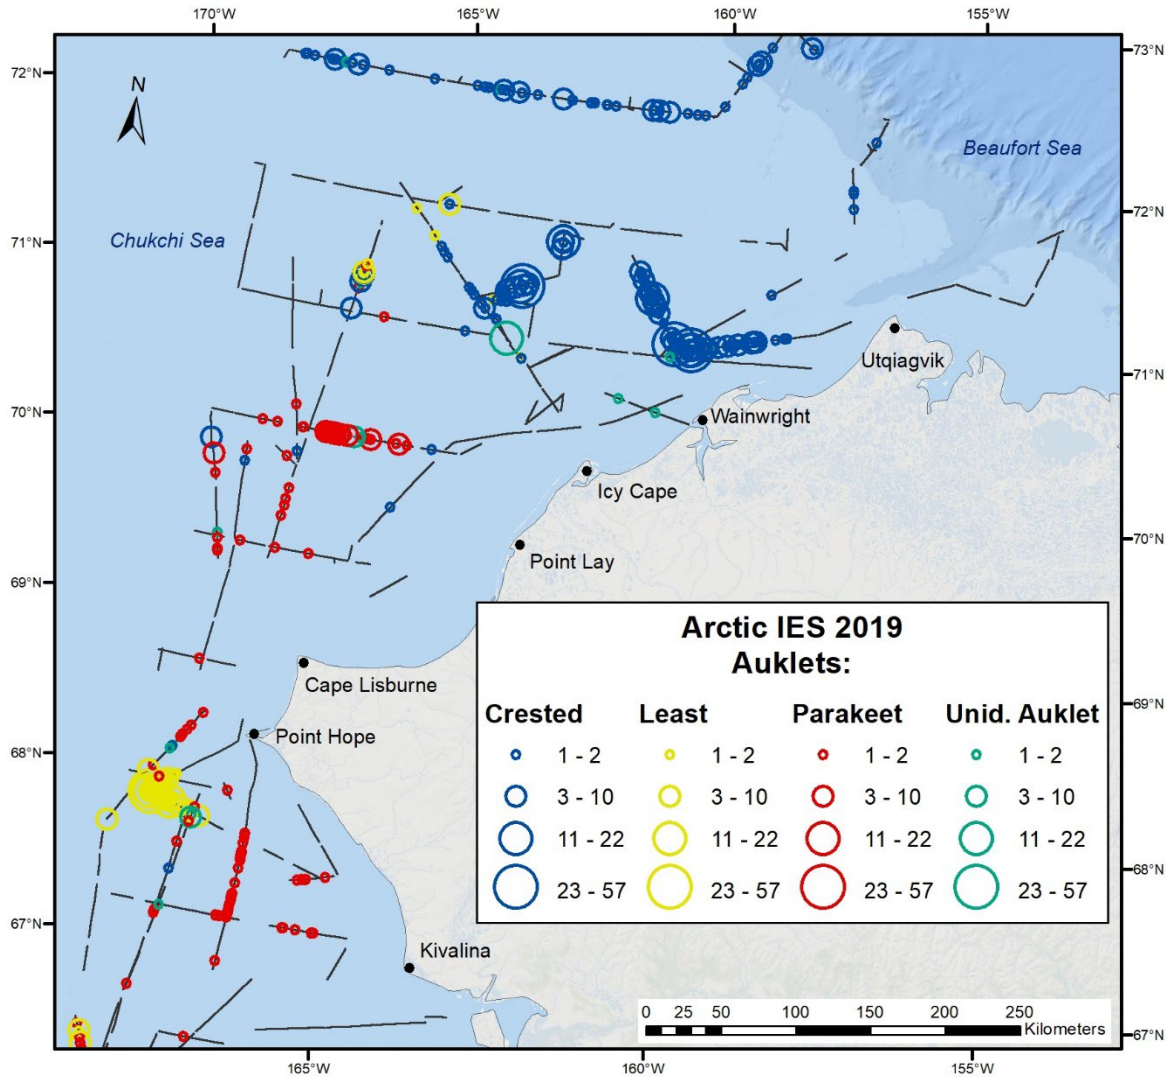 170°W 165°W 160°W 155°W
73°N
72°N
N
Beaufort Sea
72°N
Chukchi Sea
71°N
Utqiagvik
71°N
70°N
Wainwright
Icy Cape
Point Lay
70°N
69°N
Arctic IES 2019
Auklets:
Crested Least Parakeet Unid. Auklet
1 - 2 1 - 2 1 - 2 1 - 2
3 - 10 3 - 10 3 - 10 3 - 10
11 - 22 11 - 22 11 - 22 11 - 22
23 - 57 23 - 57 23 - 57 23 - 57
Cape Lisburne
69°N
Point Hope
68°N
68°N
67°N
Kivalina
0 25 50 100 150 200 250
Kilometers
67°N
165°W 160°W 155°W